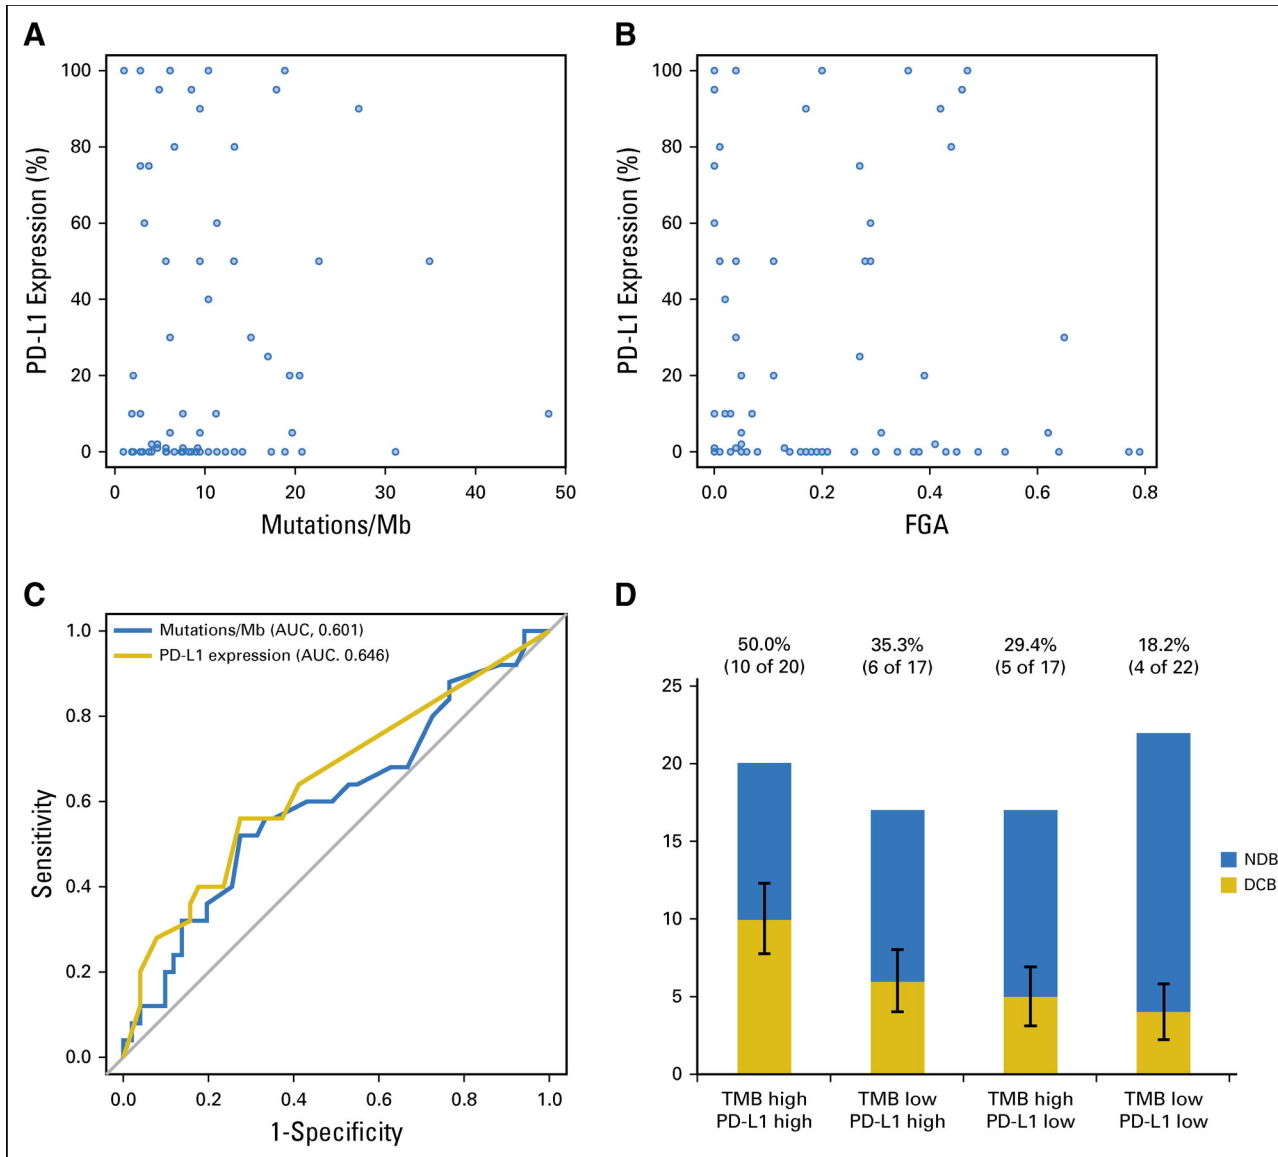 A
PD-L1 Expression (%)
100
80
60
40
20
0
0 10 20 30 40 50
Mutations/Mb
B
PD-L1 Expression (%)
100
80
60
40
20
0
0.0 0.2 0.4 0.6 0.8
FGA
C
Mutations/Mb (AUC, 0.601)
PD-L1 expression (AUC. 0.646)
Sensitivity
1.0
0.8
0.6
0.4
0.2
0.0
0.0 0.2 0.4 0.6 0.8 1.0
1-Specificity
D
50.0% 35.3% 29.4% 18.2%
(10 of 20) (6 of 17) (5 of 17) (4 of 22)
25
20
15
10
5
0
NDB
DCB
TMB high TMB low TMB high TMB low
PD-L1 high PD-L1 high PD-L1 low PD-L1 low